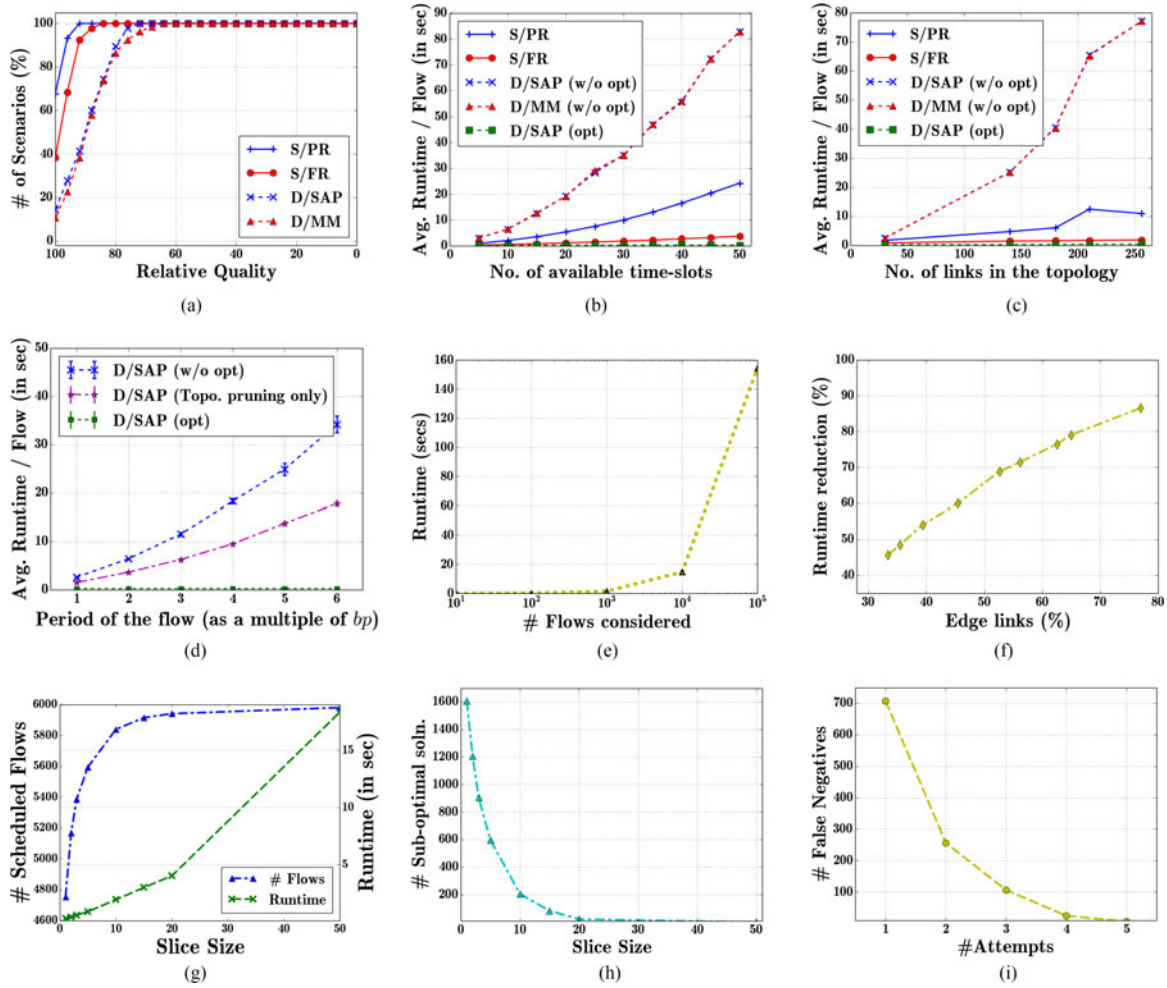 # of Scenarios (%)
100
80
60
40
20
0
S/PR
S/FR
D/SAP
D/MM
100 80 60 40 20 0
Relative Quality
(a)
Avg. Runtime / Flow (in sec)
90
80
70
60
50
40
30
20
10
0
S/PR
S/FR
D/SAP (w/o opt)
D/MM (w/o opt)
D/SAP (opt)
0 10 20 30 40 50
No. of available time-slots
(b)
Avg. Runtime / Flow (in sec)
80
70
60
50
40
30
20
10
0
S/PR
S/FR
D/SAP (w/o opt)
D/MM (w/o opt)
D/SAP (opt)
0 50 100 150 200 250
No. of links in the topology
(c)
Avg. Runtime / Flow (in sec)
50
40
30
20
10
0
D/SAP (w/o opt)
D/SAP (Topo. pruning only)
D/SAP (opt)
1 2 3 4 5 6
Period of the flow (as a multiple of bp)
(d)
Runtime (secs)
160
140
120
100
80
60
40
20
0
10¹ 10² 10³ 10⁴ 10⁵
# Flows considered
(e)
Runtime reduction (%)
100
90
80
70
60
50
40
30 40 50 60 70 80
Edge links (%)
(f)
# Scheduled Flows
6000
5800
5600
5400
5200
5000
4800
4600
15
10
5
Runtime (in sec)
# Flows
Runtime
0 10 20 30 40 50
Slice Size
(g)
# Sub-optimal soln.
1600
1400
1200
1000
800
600
400
200
0 10 20 30 40 50
Slice Size
(h)
# False Negatives
700
600
500
400
300
200
100
1 2 3 4 5
#Attempts
(i)